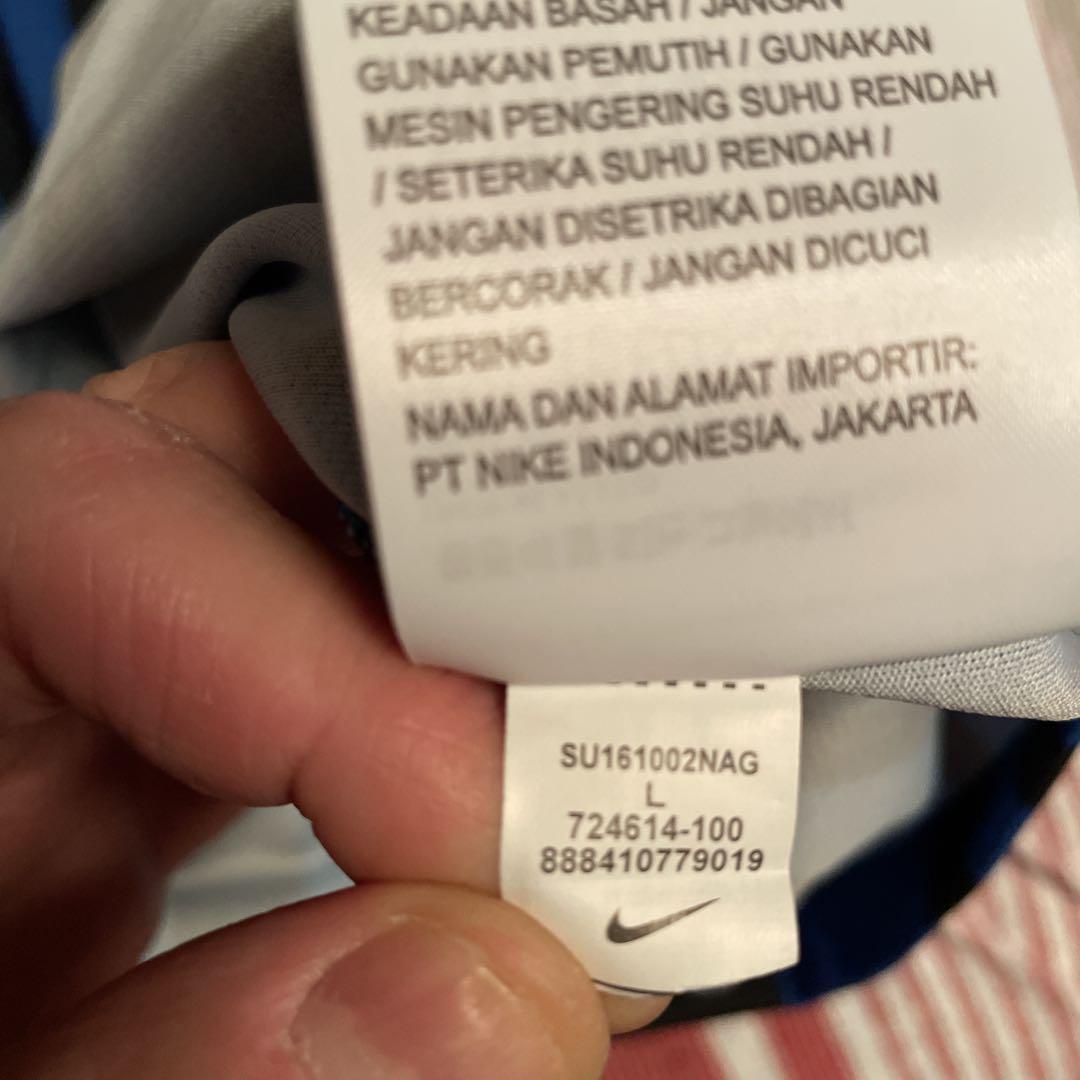 KEADAAN BASAH / JANGAN
GUNAKAN PEMUTIH / GUNAKAN
MESIN PENGERING SUHU RENDAH
/ SETERIKA SUHU RENDAH /
JANGAN DISETRIKA DIBAGIAN
BERCORAK / JANGAN DICUCI
KERING
NAMA DAN ALAMAT IMPORTIR:
PT NIKE INDONESIA, JAKARTA
SU161002NAG
L
724614-100
888410779019